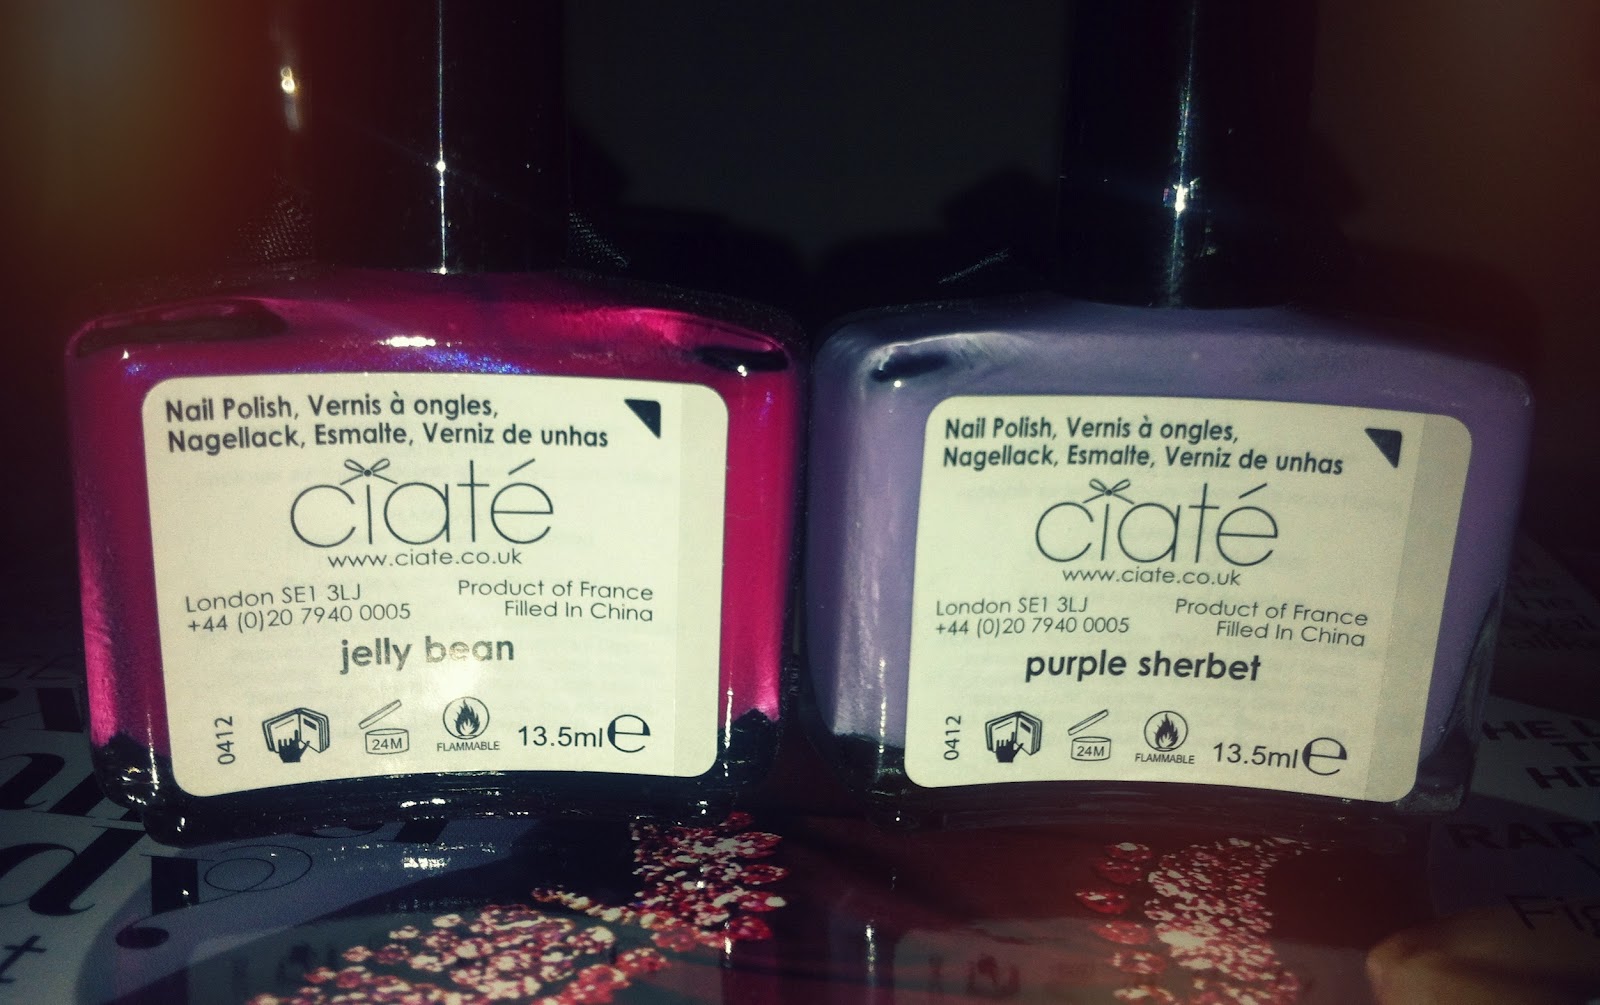 Nail Polish, Vernis à ongles,
Nagellack, Esmalte, Verniz de unhas
ciaté
www.ciate.co.uk
London SE1 3LJ
+44 (0)20 7940 0005
Product of France
Filled In China
jelly bean
0412
24M
FLAMMABLE
13.5ml e
Nail Polish, Vernis à ongles,
Nagellack, Esmalte, Verniz de unhas
ciaté
www.ciate.co.uk
London SE1 3LJ
+44 (0)20 7940 0005
Product of France
Filled In China
purple sherbet
0412
24M
FLAMMABLE
13.5ml e